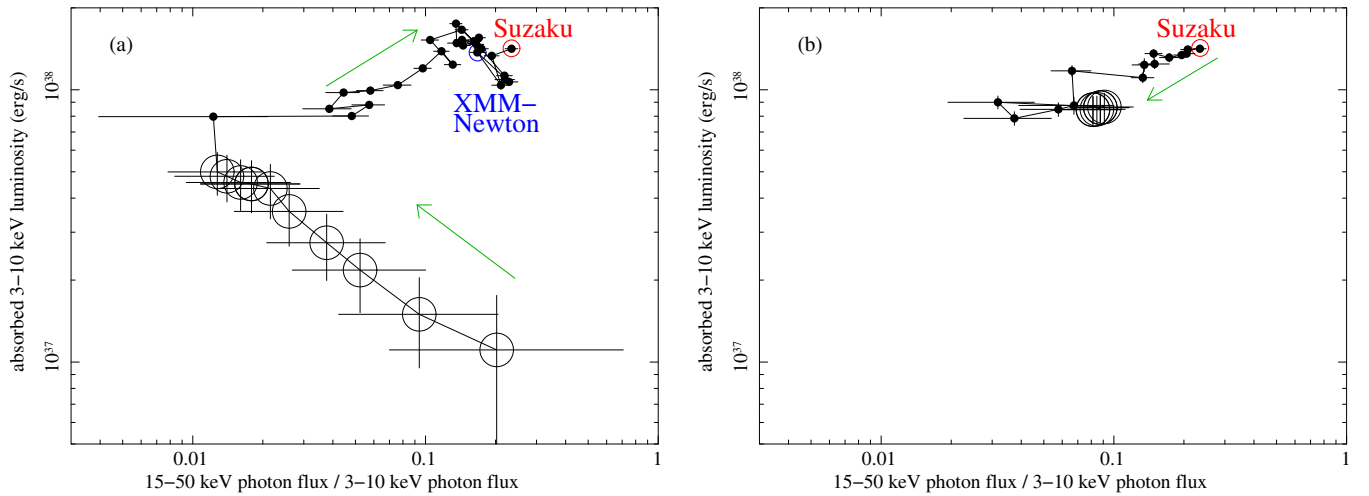 (a)
Suzaku
XMM−
Newton
absorbed 3−10 keV luminosity (erg/s)
10^38
10^37
0.01
0.1
1
15−50 keV photon flux / 3−10 keV photon flux
(b)
Suzaku
absorbed 3−10 keV luminosity (erg/s)
10^38
10^37
0.01
0.1
1
15−50 keV photon flux / 3−10 keV photon flux